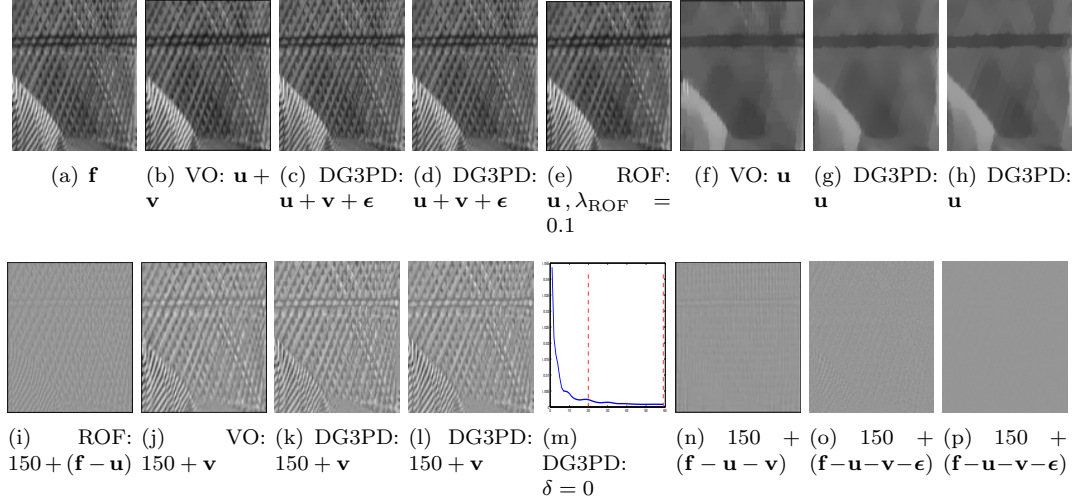 (a) f
(b) VO: u +
v
(c) DG3PD:
u + v + ϵ
(d) DG3PD:
u + v + ϵ
(e) ROF:
u , λROF =
0.1
(f) VO: u
(g) DG3PD:
u
(h) DG3PD:
u
(i) ROF:
150 + (f − u)
(j) VO:
150 + v
(k) DG3PD:
150 + v
(l) DG3PD:
150 + v
(m)
DG3PD:
δ = 0
(n) 150 +
(f − u − v)
(o) 150 +
(f−u−v−ϵ)
(p) 150 +
(f−u−v−ϵ)